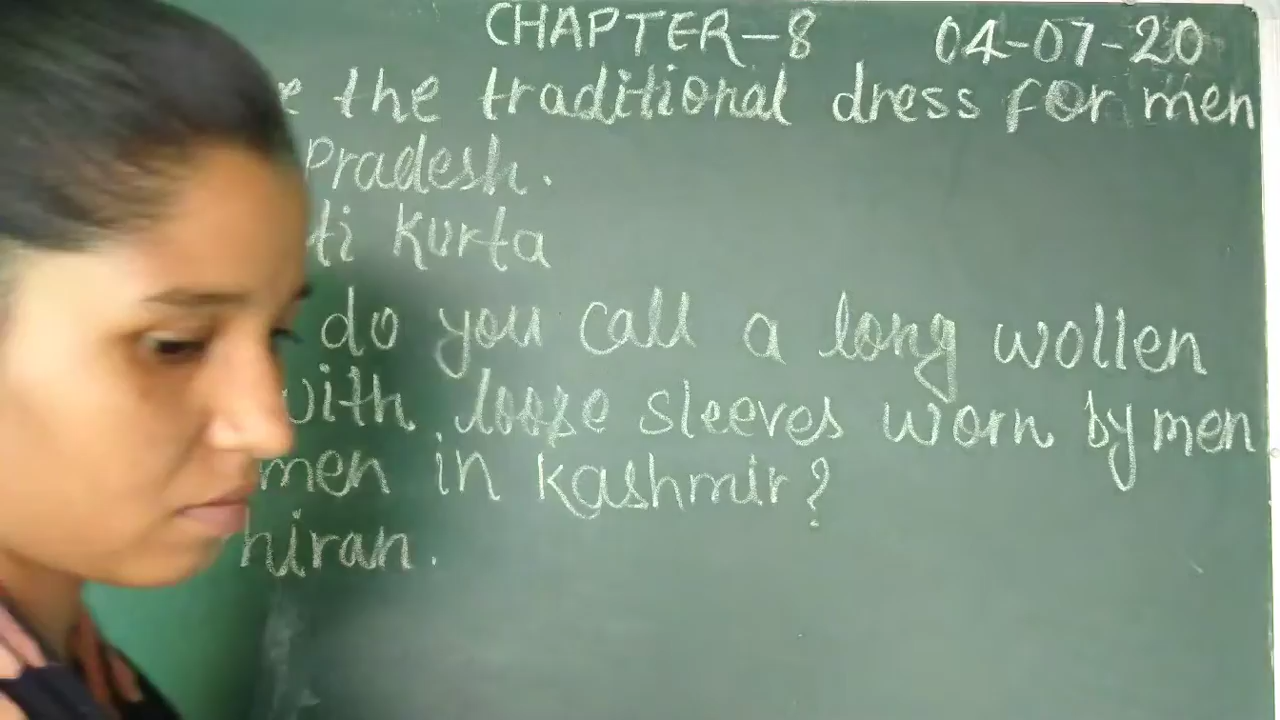 CHAPTER-8 04-07-20
the traditional dress for men
Pradesh.
Kurta
do you call a long wollen
with loose sleeves worn by men
men in Kashmir?
hiran.